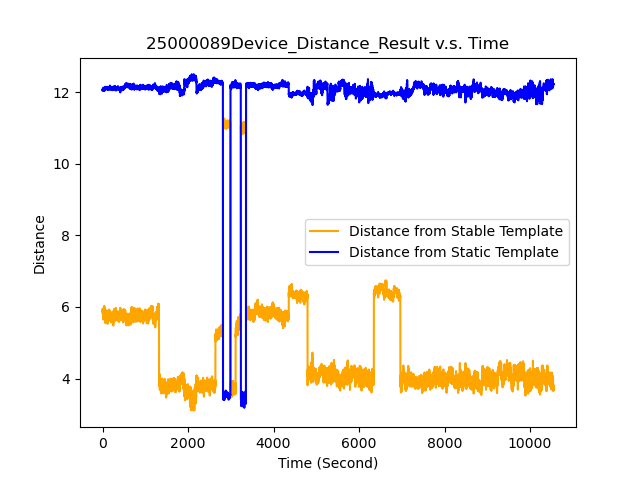 25000089Device_Distance_Result v.s. Time
Distance
12
10
8
6
4
Distance from Stable Template
Distance from Static Template
0 2000 4000 6000 8000 10000
Time (Second)